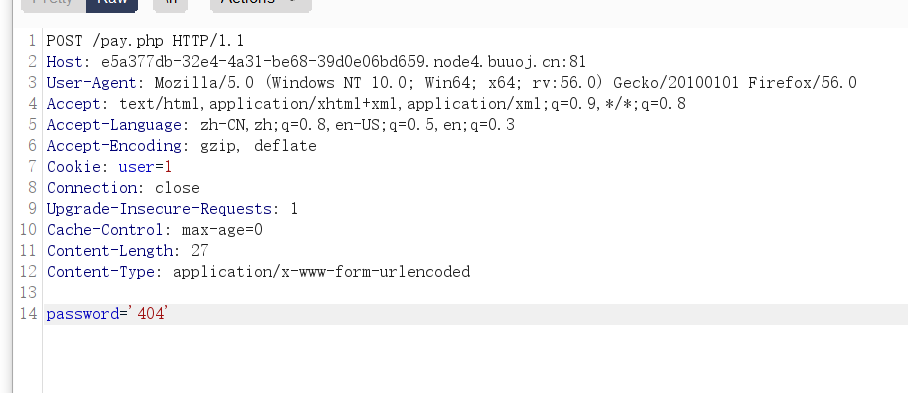 Pretty Raw \n Actions
1 POST /pay.php HTTP/1.1
2 Host: e5a377db-32e4-4a31-be68-39d0e06bd659.node4.buuoj.cn:81
3 User-Agent: Mozilla/5.0 (Windows NT 10.0; Win64; x64; rv:56.0) Gecko/20100101 Firefox/56.0
4 Accept: text/html,application/xhtml+xml,application/xml;q=0.9,*/*;q=0.8
5 Accept-Language: zh-CN,zh;q=0.8,en-US;q=0.5,en;q=0.3
6 Accept-Encoding: gzip, deflate
7 Cookie: user=1
8 Connection: close
9 Upgrade-Insecure-Requests: 1
10 Cache-Control: max-age=0
11 Content-Length: 27
12 Content-Type: application/x-www-form-urlencoded
13
14 password='404'